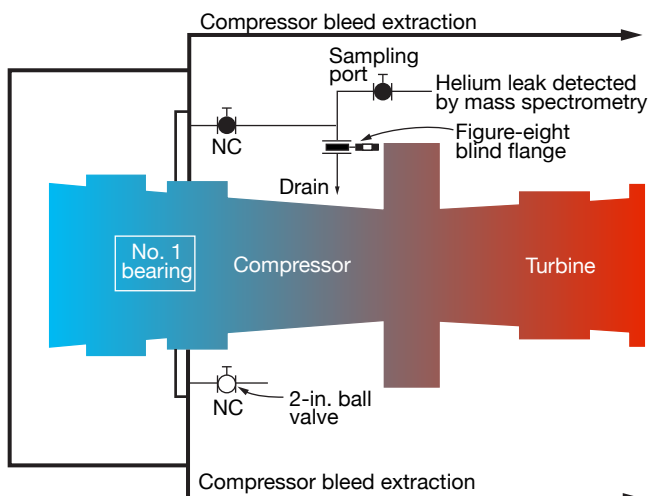 Compressor bleed extraction
Sampling
port
Helium leak detected
by mass spectrometry
NC
Figure-eight
blind flange
Drain
No. 1
bearing
Compressor
Turbine
NC
2-in. ball
valve
Compressor bleed extraction